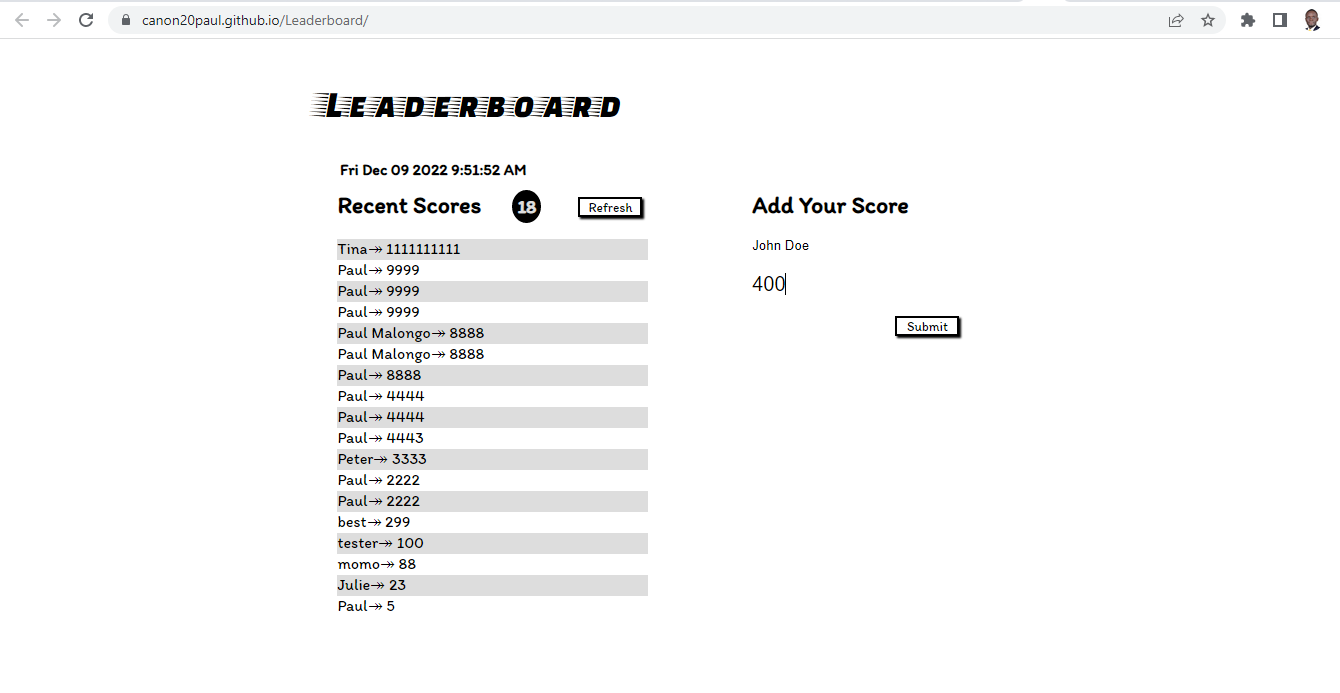 canon20paul.github.io/Leaderboard/
LEADERBOARD
Fri Dec 09 2022 9:51:52 AM
Recent Scores 18 Refresh
Tina↠ 1111111111
Paul↠ 9999
Paul↠ 9999
Paul↠ 9999
Paul Malongo↠ 8888
Paul Malongo↠ 8888
Paul↠ 8888
Paul↠ 4444
Paul↠ 4444
Paul↠ 4443
Peter↠ 3333
Paul↠ 2222
Paul↠ 2222
best↠ 299
tester↠ 100
momo↠ 88
Julie↠ 23
Paul↠ 5
Add Your Score
John Doe
400
Submit